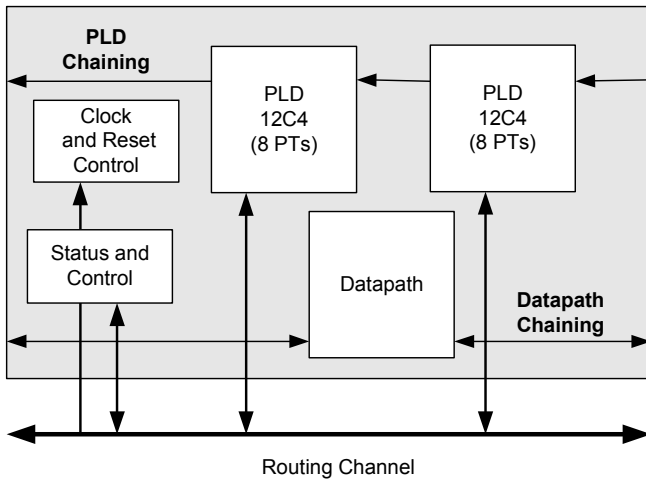 PLD
Chaining
PLD
12C4
(8 PTs)
PLD
12C4
(8 PTs)
Clock
and Reset
Control
Status and
Control
Datapath
Datapath
Chaining
Routing Channel